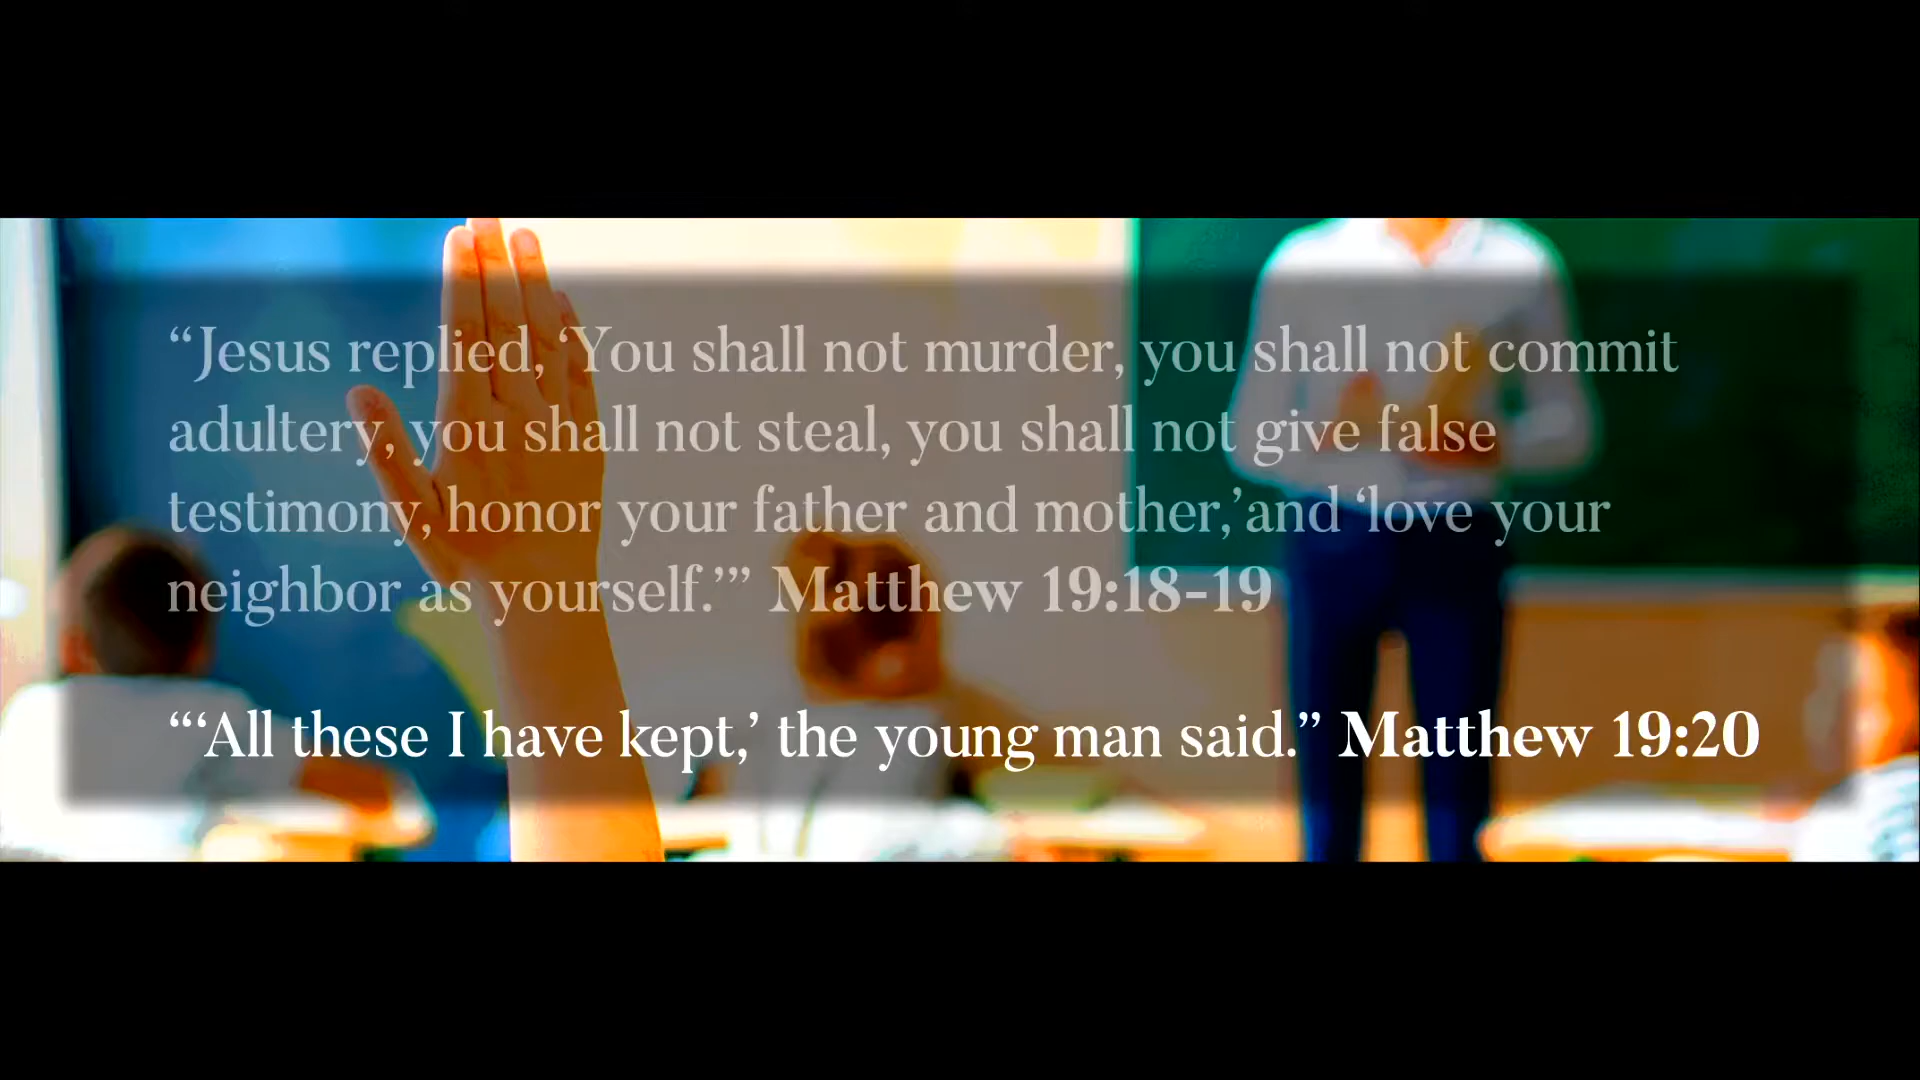 “Jesus replied, ‘You shall not murder, you shall not commit
adultery, you shall not steal, you shall not give false
testimony, honor your father and mother,’and ‘love your
neighbor as yourself.’” Matthew 19:18-19
“‘All these I have kept,’ the young man said.” Matthew 19:20